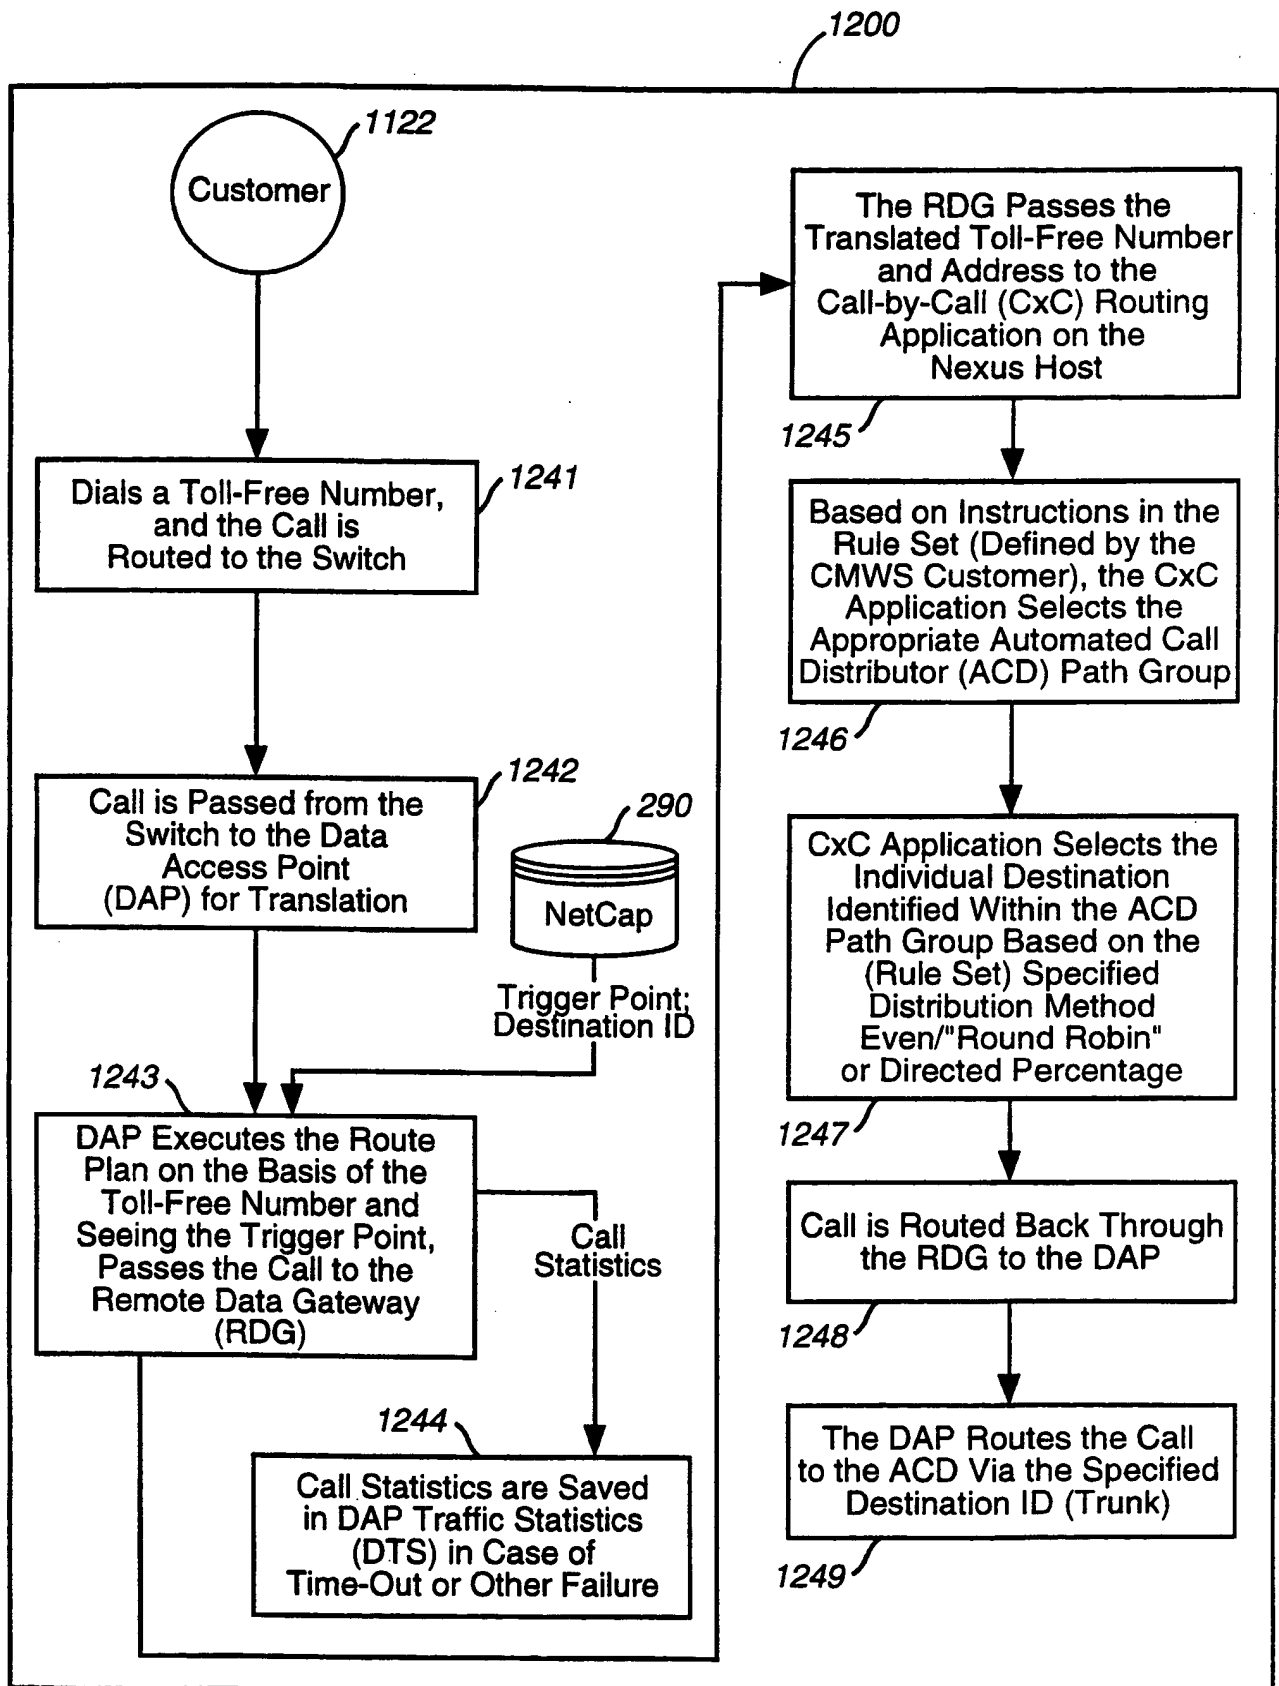 1200
1122
Customer
1241
Dials a Toll-Free Number,
and the Call is
Routed to the Switch
1242
Call is Passed from the
Switch to the Data
Access Point
(DAP) for Translation
290
NetCap
Trigger Point;
Destination ID
1243
DAP Executes the Route
Plan on the Basis of the
Toll-Free Number and
Seeing the Trigger Point,
Passes the Call to the
Remote Data Gateway
(RDG)
Call
Statistics
1244
Call Statistics are Saved
in DAP Traffic Statistics
(DTS) in Case of
Time-Out or Other Failure
The RDG Passes the
Translated Toll-Free Number
and Address to the
Call-by-Call (CxC) Routing
Application on the
Nexus Host
1245
Based on Instructions in the
Rule Set (Defined by the
CMWS Customer), the CxC
Application Selects the
Appropriate Automated Call
Distributor (ACD) Path Group
1246
CxC Application Selects the
Individual Destination
Identified Within the ACD
Path Group Based on the
(Rule Set) Specified
Distribution Method
Even/"Round Robin"
or Directed Percentage
1247
Call is Routed Back Through
the RDG to the DAP
1248
The DAP Routes the Call
to the ACD Via the Specified
Destination ID (Trunk)
1249